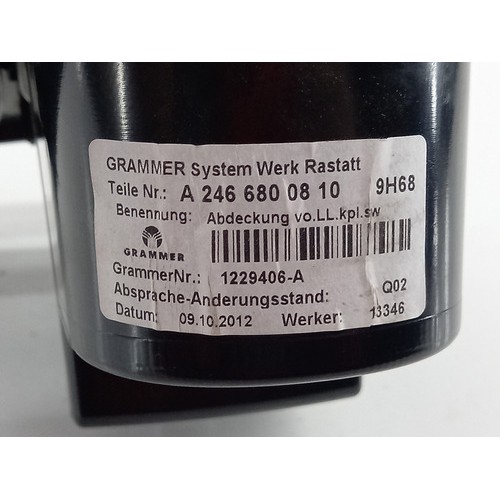 GRAMMER System Werk Rastatt
Teile Nr.: A 246 680 08 10 9H68
Benennung: Abdeckung vo.LL.kpl.sw
GRAMMER
GrammerNr.: 1229406-A
Absprache-Änderungsstand: Q02
Datum: 09.10.2012 Werker: 13346